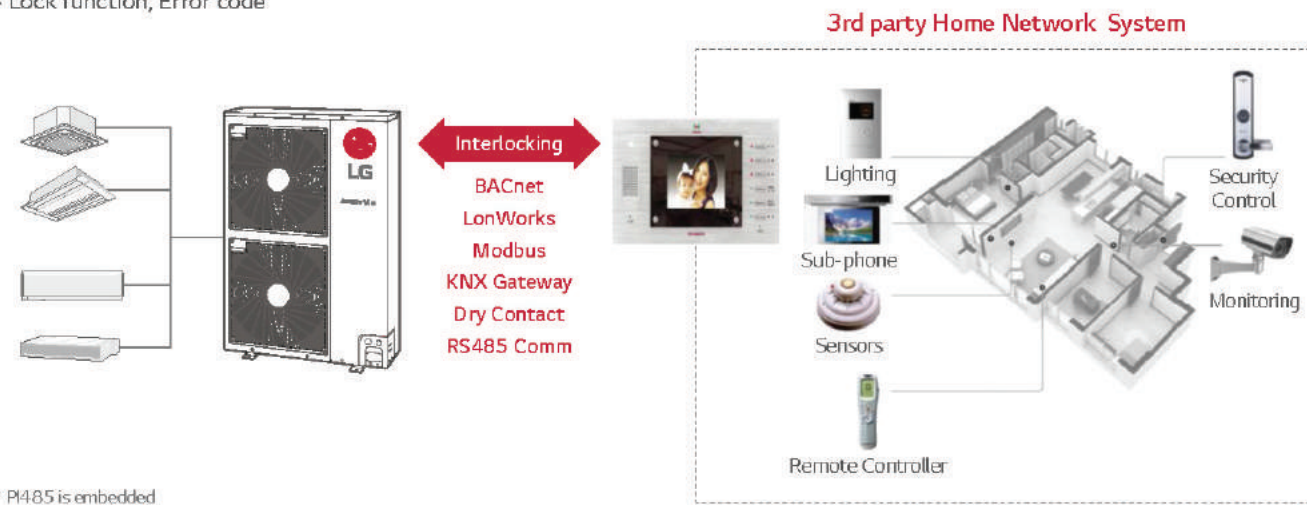 Lock function, Error code
3rd party Home Network System
LG
Interlocking
BACnet
LonWorks
Modbus
KNX Gateway
Dry Contact
RS485 Comm
Lighting
Sub-phone
Sensors
Remote Controller
Security
Control
Monitoring
PI485 is embedded